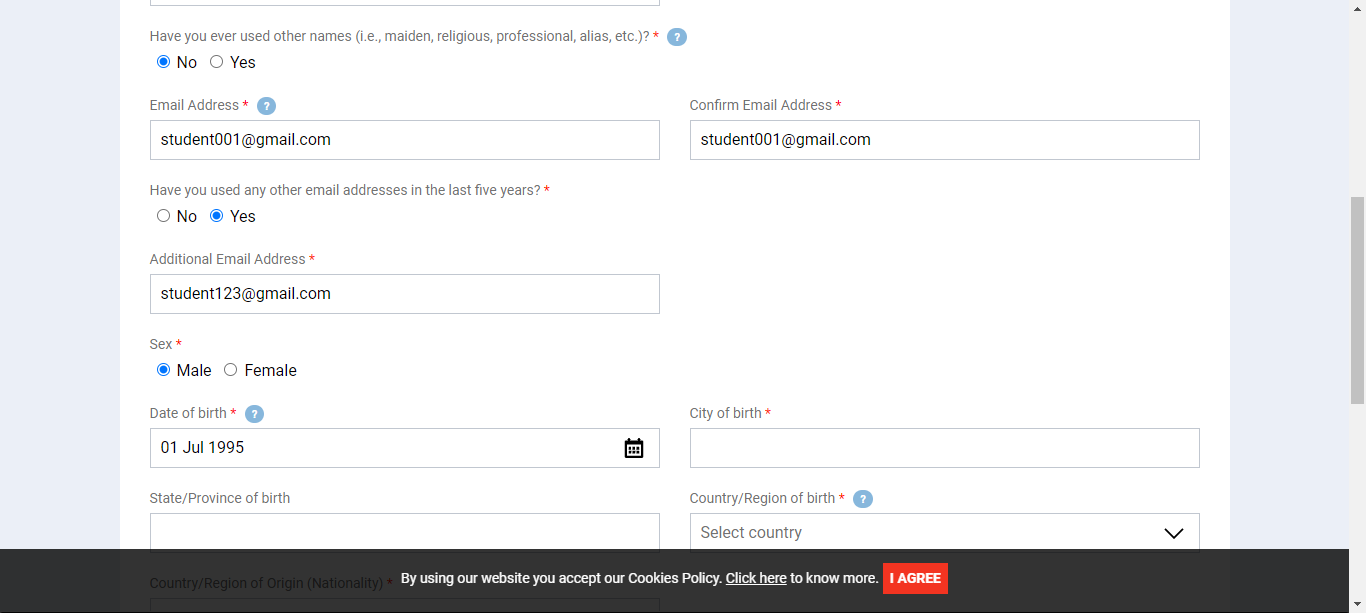 Have you ever used other names (i.e., maiden, religious, professional, alias, etc.)? * ?
No Yes
Email Address * ?
Confirm Email Address *
student001@gmail.com
student001@gmail.com
Have you used any other email addresses in the last five years? *
No Yes
Additional Email Address *
student123@gmail.com
Sex *
Male Female
Date of birth * ?
City of birth *
01 Jul 1995
State/Province of birth
Country/Region of birth * ?
Select country
Country/Region of Origin (Nationality) *
By using our website you accept our Cookies Policy. Click here to know more. I AGREE